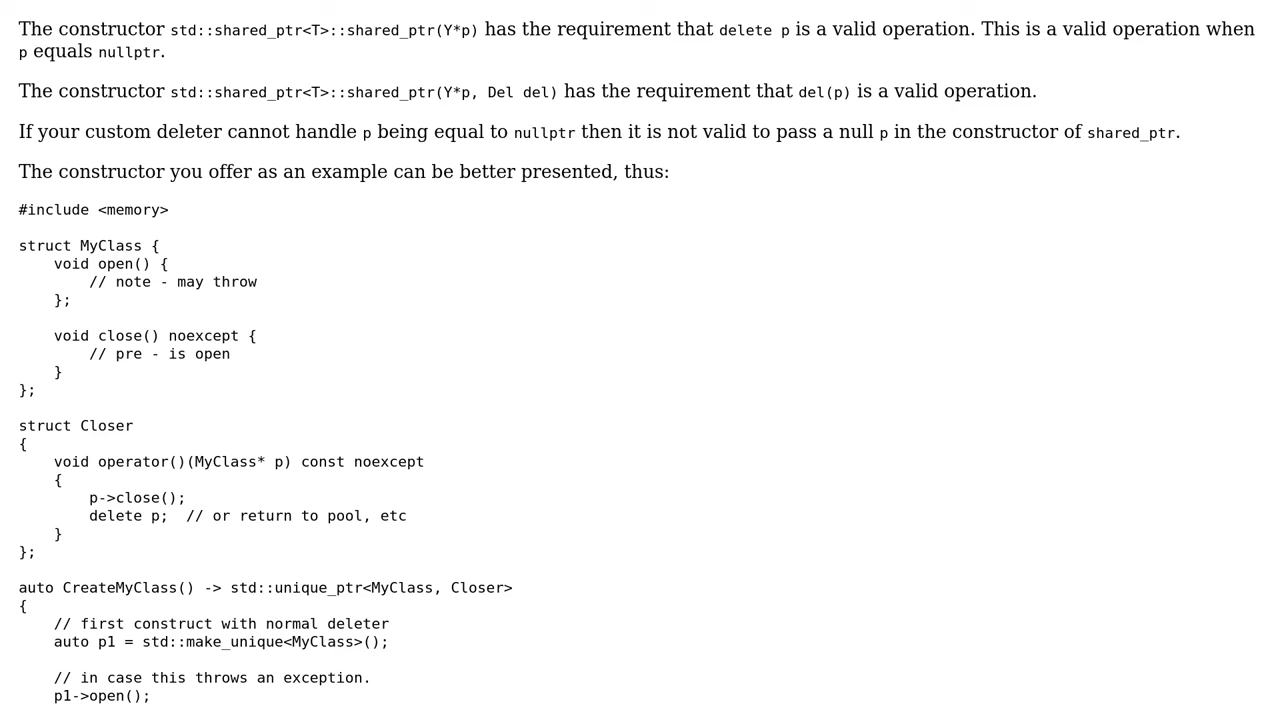 The constructor std::shared_ptr<T>::shared_ptr(Y*p) has the requirement that delete p is a valid operation. This is a valid operation when
p equals nullptr.
The constructor std::shared_ptr<T>::shared_ptr(Y*p, Del del) has the requirement that del(p) is a valid operation.
If your custom deleter cannot handle p being equal to nullptr then it is not valid to pass a null p in the constructor of shared_ptr.
The constructor you offer as an example can be better presented, thus:
#include <memory>

struct MyClass {
    void open() {
        // note - may throw
    };

    void close() noexcept {
        // pre - is open
    }
};

struct Closer
{
    void operator()(MyClass* p) const noexcept
    {
        p->close();
        delete p;  // or return to pool, etc
    }
};

auto CreateMyClass() -> std::unique_ptr<MyClass, Closer>
{
    // first construct with normal deleter
    auto p1 = std::make_unique<MyClass>();

    // in case this throws an exception.
    p1->open();